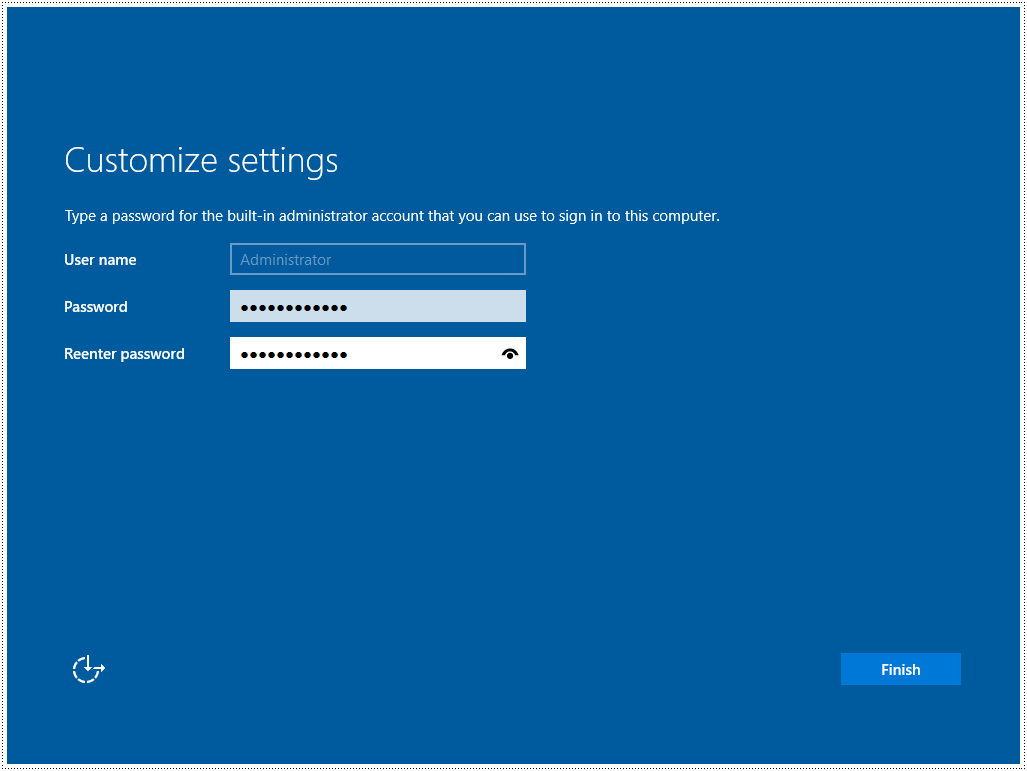 Customize settings
Type a password for the built-in administrator account that you can use to sign in to this computer.
User name
Administrator
Password
●●●●●●●●●●●●
Reenter password
●●●●●●●●●●●●
Finish